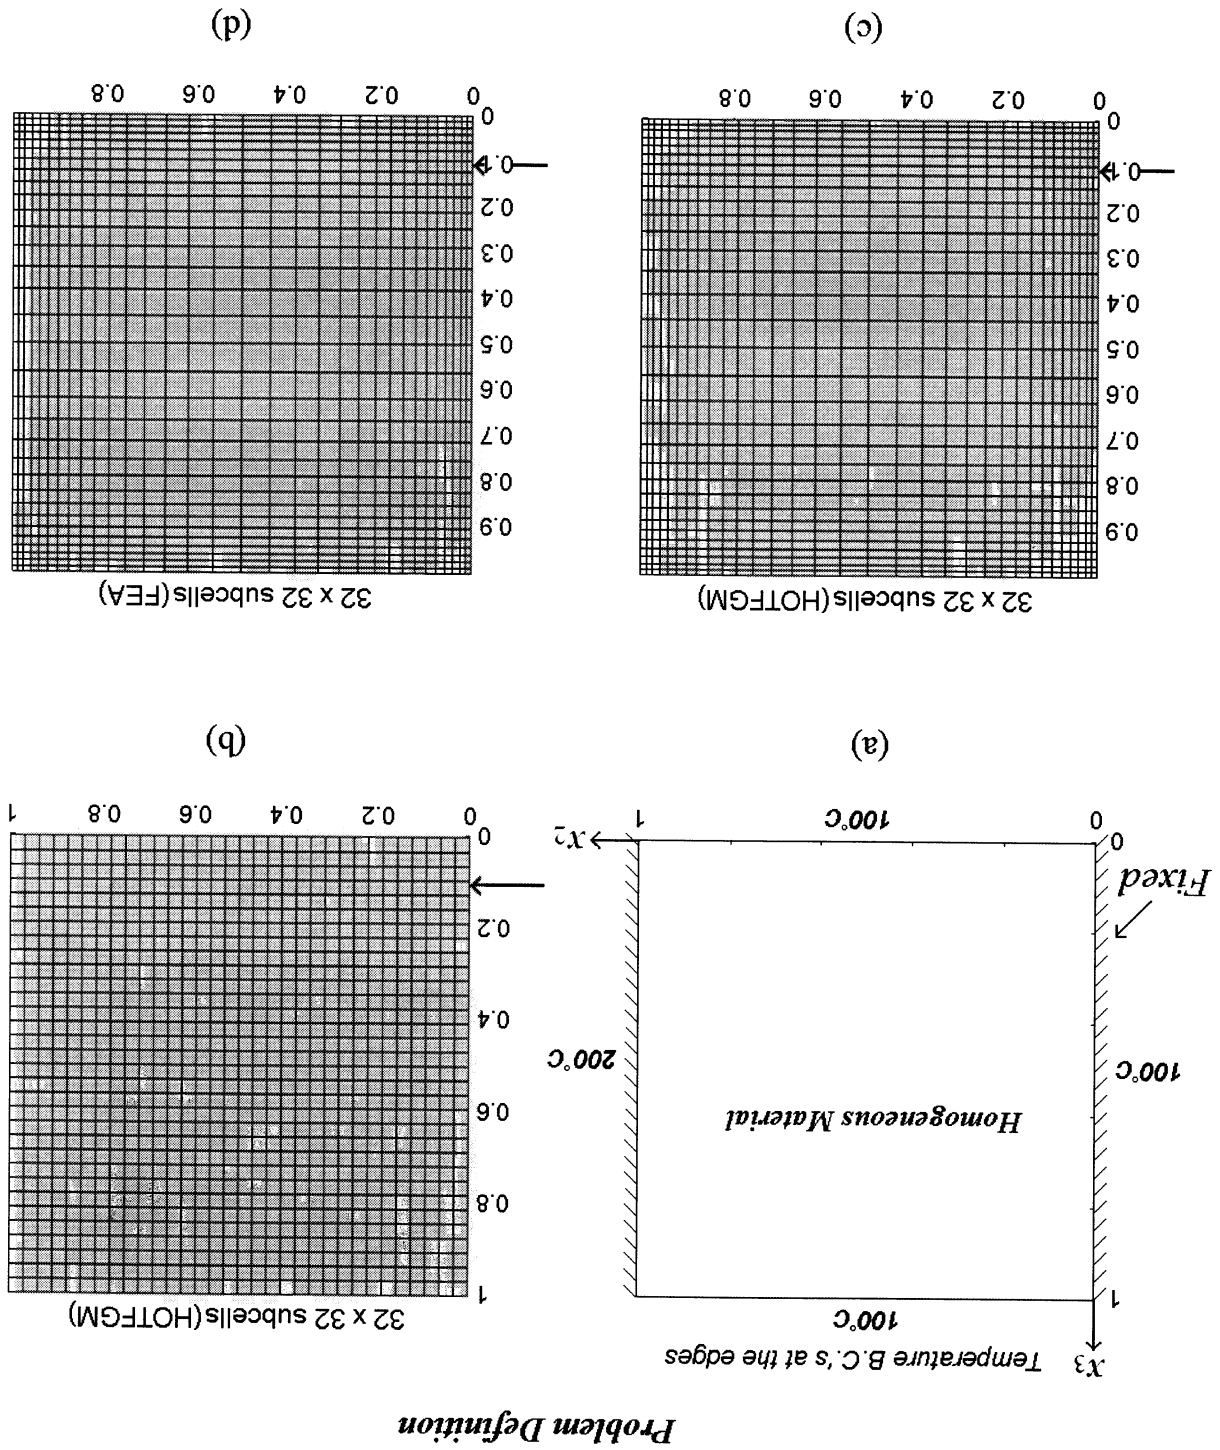 Problem Definition
Temperature B.C.'s at the edges
x3
100°C
1
Fixed
100°C
Homogeneous Material
200°C
0
0
100°C
1
x2
(a)
32 x 32 subcells(HOTFGM)
1
0.8
0.6
0.4
0.2
0
0
0.2
0.4
0.6
0.8
1
(b)
32 x 32 subcells(HOTFGM)
0.9
0.8
0.7
0.6
0.5
0.4
0.3
0.2
0.1
0
0
0.2
0.4
0.6
0.8
(c)
32 x 32 subcells(FEA)
0.9
0.8
0.7
0.6
0.5
0.4
0.3
0.2
0.1
0
0
0.2
0.4
0.6
0.8
(d)